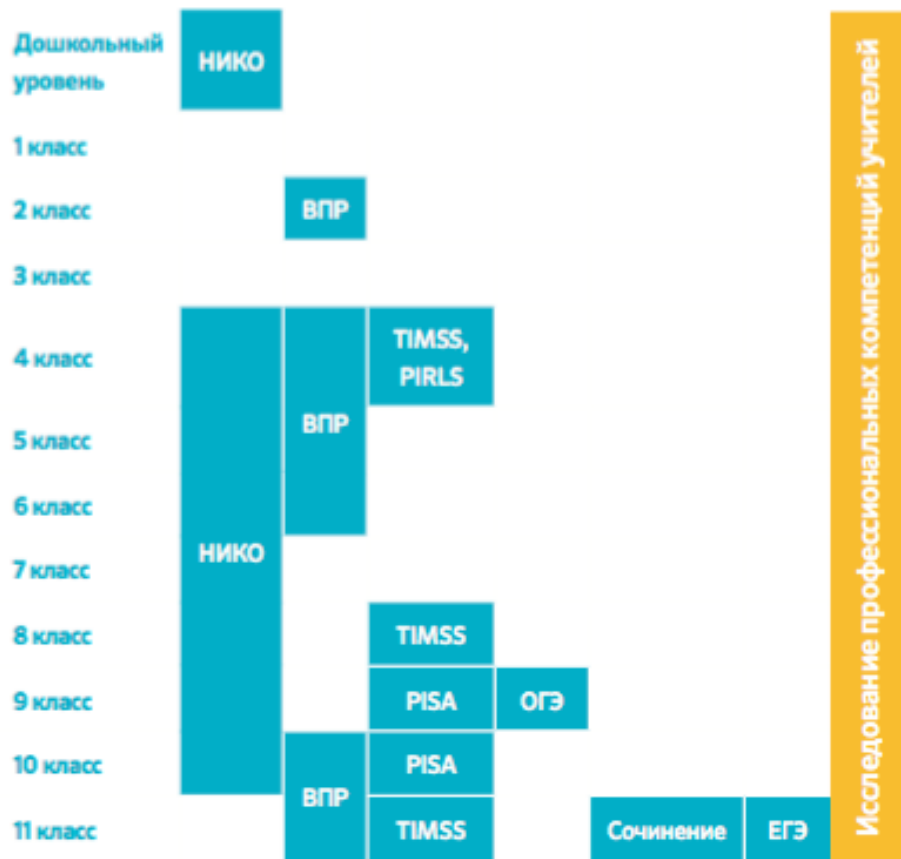 Дошкольный
уровень
НИКО
1 класс
2 класс
ВПР
3 класс
4 класс
TIMSS,
PIRLS
ВПР
5 класс
6 класс
НИКО
7 класс
8 класс
TIMSS
9 класс
PISA
ОГЭ
10 класс
PISA
ВПР
11 класс
TIMSS
Сочинение
ЕГЭ
Исследование профессиональных компетенций учителей